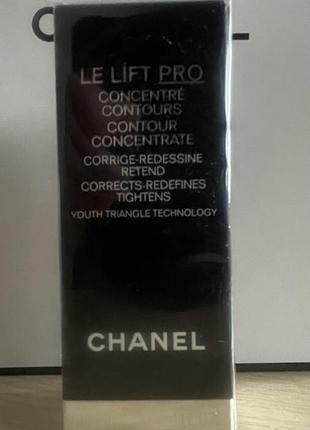 LE LIFT PRO
CONCENTRÉ
CONTOURS
CONTOUR
CONCENTRATE
CORRIGE-REDESSINE
RETEND
CORRECTS-REDEFINES
TIGHTENS
YOUTH TRIANGLE TECHNOLOGY
CHANEL